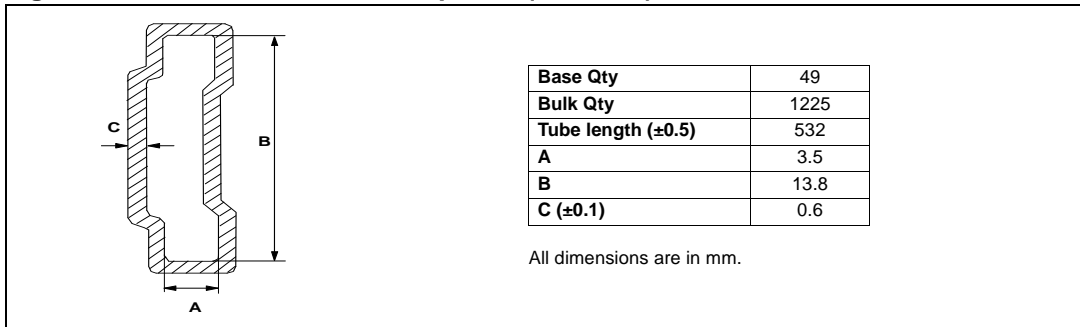 C
B
A
Base Qty 49
Bulk Qty 1225
Tube length (±0.5) 532
A 3.5
B 13.8
C (±0.1) 0.6
All dimensions are in mm.